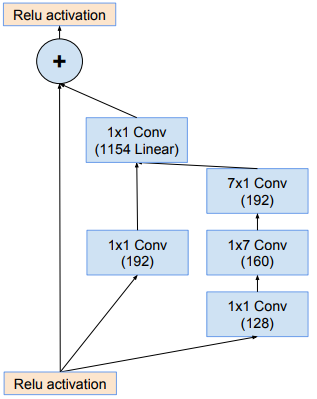 Relu activation
+
1x1 Conv
(1154 Linear)
7x1 Conv
(192)
1x1 Conv
(192)
1x7 Conv
(160)
1x1 Conv
(128)
Relu activation